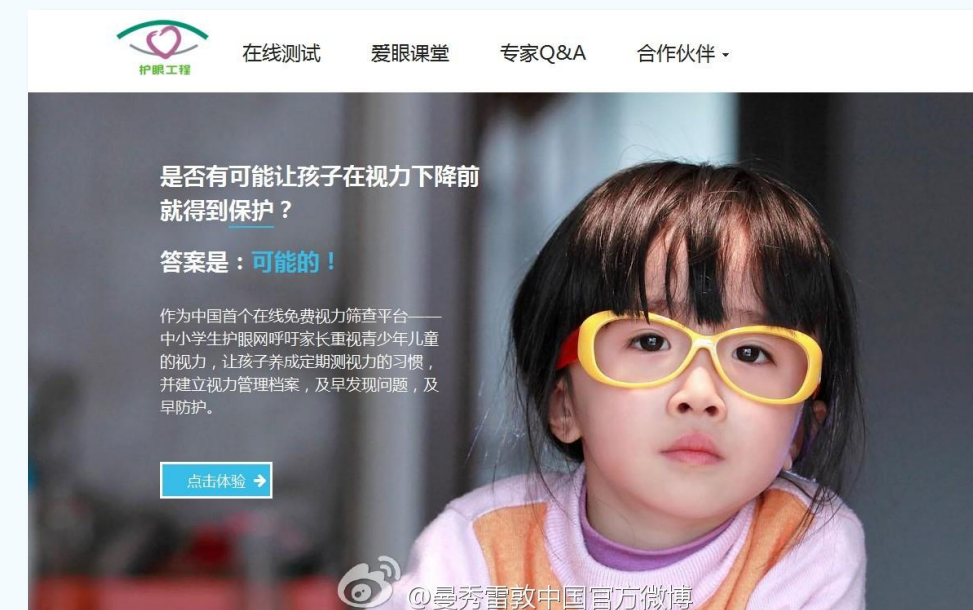 护眼工程
在线测试
爱眼课堂
专家Q&A
合作伙伴
是否有可能让孩子在视力下降前
就得到保护？
答案是：可能的！
作为中国首个在线免费视力筛查平台——
中小学生护眼网呼吁家长重视青少年儿童
的视力，让孩子养成定期测视力的习惯，
并建立视力管理档案，及早发现问题，及
早防护。
点击体验
@曼秀雷敦中国官方微博